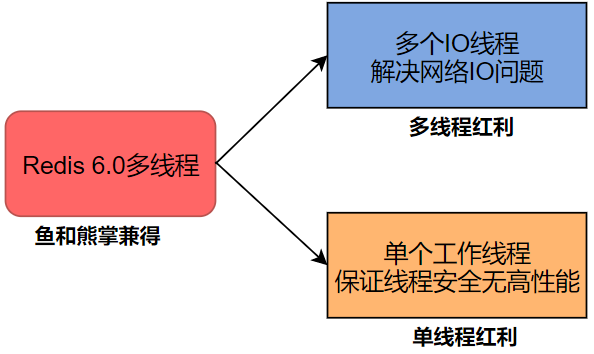 多个IO线程
解决网络IO问题
多线程红利
Redis 6.0多线程
鱼和熊掌兼得
单个工作线程
保证线程安全无高性能
单线程红利